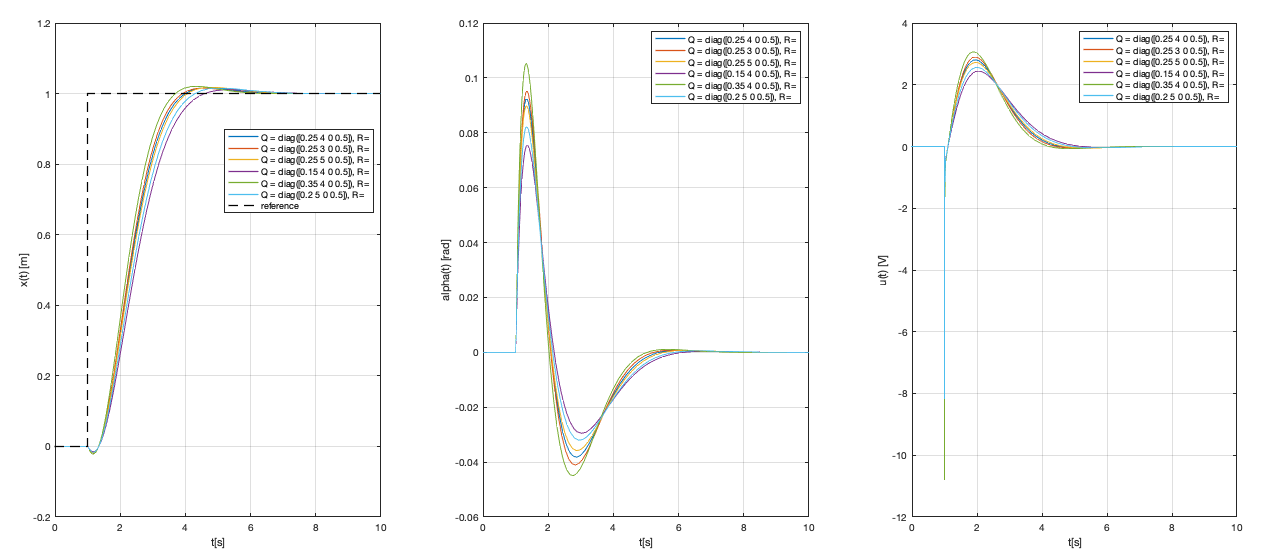 1.2
1
0.8
0.6
0.4
0.2
0
-0.2
0
2
4
6
8
10
x(t) [m]
t[s]
Q = diag([0.25 4 0 0.5]), R=
Q = diag([0.25 3 0 0.5]), R=
Q = diag([0.25 5 0 0.5]), R=
Q = diag([0.15 4 0 0.5]), R=
Q = diag([0.35 4 0 0.5]), R=
Q = diag([0.2 5 0 0.5]), R=
reference
0.12
0.1
0.08
0.06
0.04
0.02
0
-0.02
-0.04
-0.06
0
2
4
6
8
10
alpha(t) [rad]
t[s]
Q = diag([0.25 4 0 0.5]), R=
Q = diag([0.25 3 0 0.5]), R=
Q = diag([0.25 5 0 0.5]), R=
Q = diag([0.15 4 0 0.5]), R=
Q = diag([0.35 4 0 0.5]), R=
Q = diag([0.2 5 0 0.5]), R=
4
2
0
-2
-4
-6
-8
-10
-12
0
2
4
6
8
10
u(t) [V]
t[s]
Q = diag([0.25 4 0 0.5]), R=
Q = diag([0.25 3 0 0.5]), R=
Q = diag([0.25 5 0 0.5]), R=
Q = diag([0.15 4 0 0.5]), R=
Q = diag([0.35 4 0 0.5]), R=
Q = diag([0.2 5 0 0.5]), R=